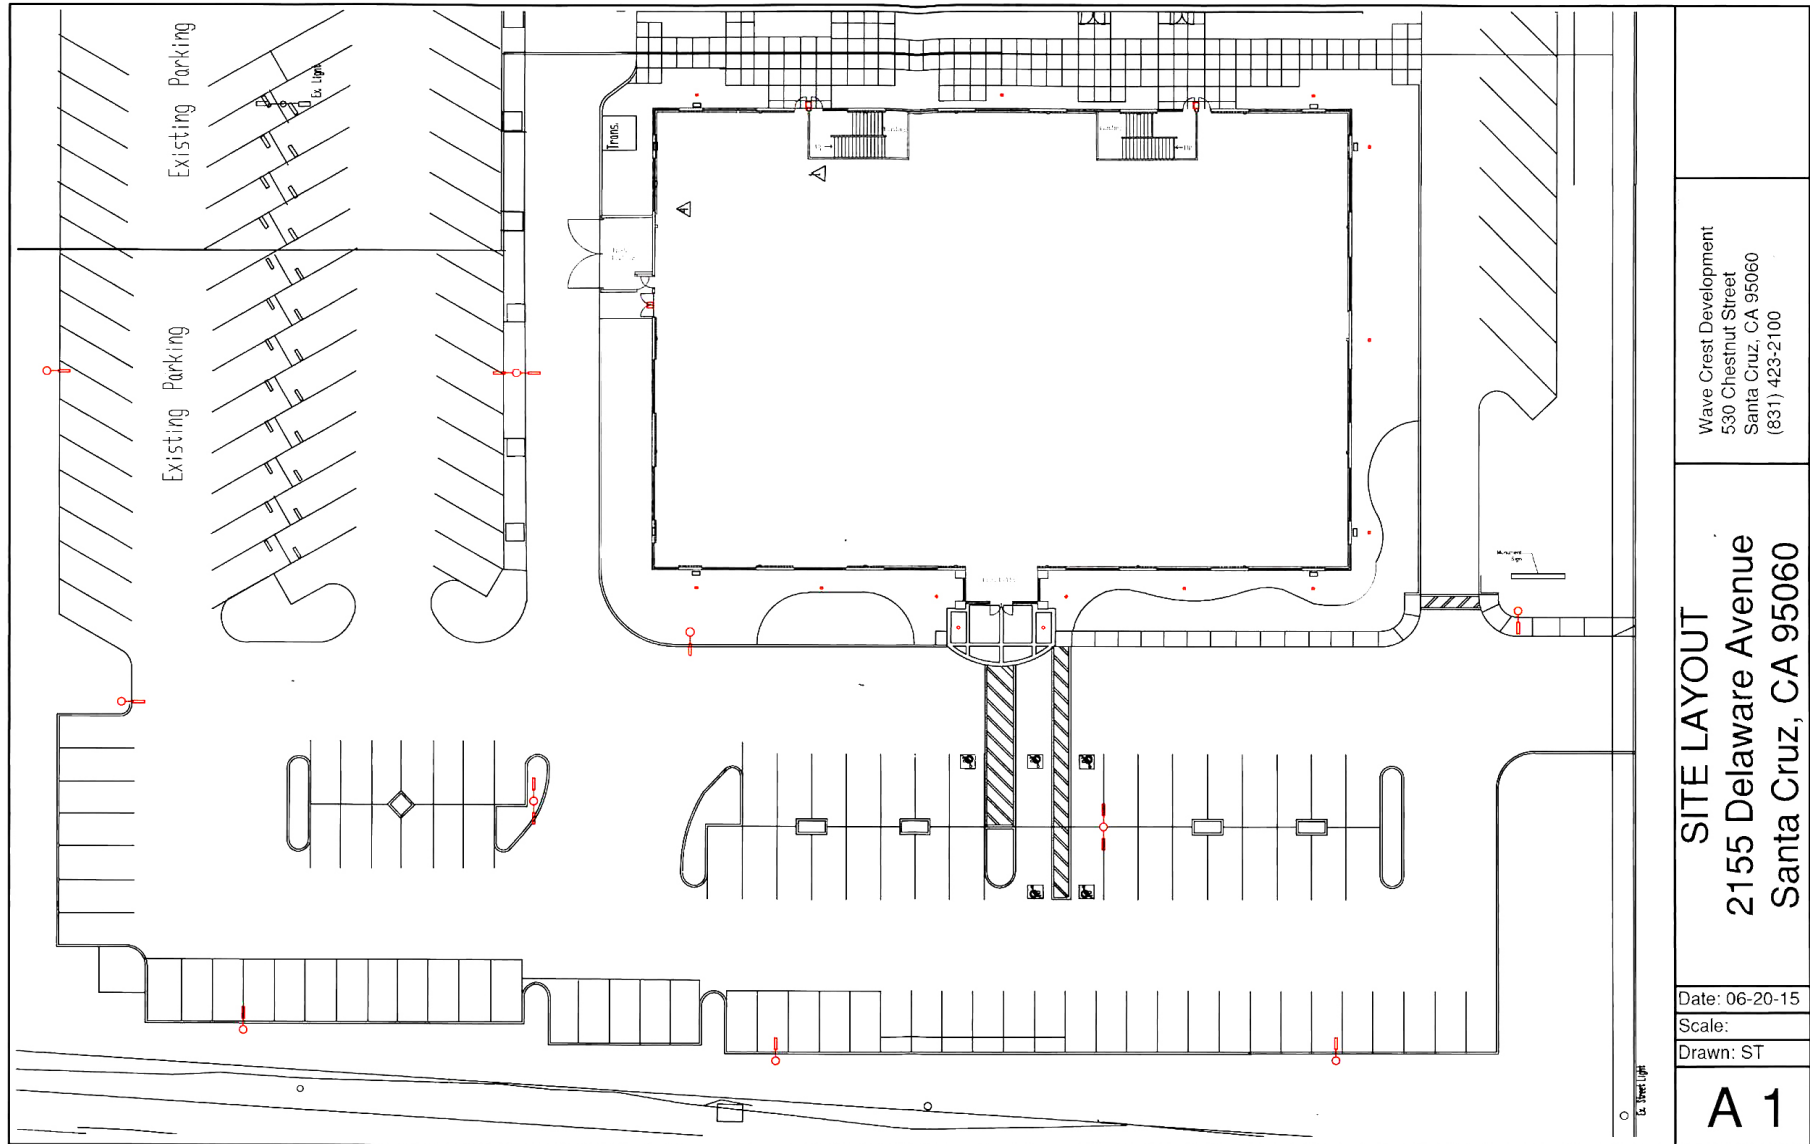 Existing Parking
Ex. Light
Trans.
Existing Parking
Monument
Sign
Ex. Street Light
Wave Crest Development
530 Chestnut Street
Santa Cruz, CA 95060
(831) 423-2100
SITE LAYOUT
2155 Delaware Avenue
Santa Cruz, CA 95060
Date: 06-20-15
Scale:
Drawn: ST
A 1